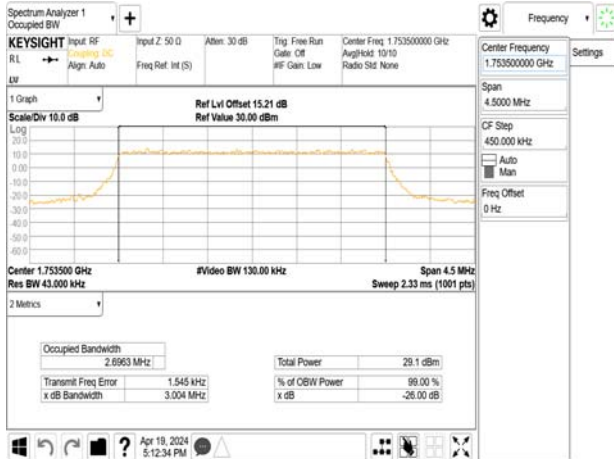 Spectrum Analyzer 1
Occupied BW
+
Frequency
Settings
KEYSIGHT
RL
Input: RF
Coupling: DC
Align: Auto
Input Z: 50 Ω
Freq Ref: Int (S)
Atten: 30 dB
Trig: Free Run
Gate: Off
#IF Gain: Low
Center Freq: 1.753500000 GHz
Avg|Hold: 10/10
Radio Std: None
Center Frequency
1.753500000 GHz
Span
4.5000 MHz
CF Step
450.000 kHz
Auto
Man
Freq Offset
0 Hz
1 Graph
Scale/Div 10.0 dB
Ref Lvl Offset 15.21 dB
Ref Value 30.00 dBm
Log
20.0
10.0
0.00
-10.0
-20.0
-30.0
-40.0
-50.0
-60.0
Center 1.753500 GHz
#Video BW 130.00 kHz
Span 4.5 MHz
Res BW 43.000 kHz
Sweep 2.33 ms (1001 pts)
2 Metrics
Occupied Bandwidth
2.6963 MHz
Total Power 29.1 dBm
Transmit Freq Error 1.545 kHz
% of OBW Power 99.00 %
x dB Bandwidth 3.004 MHz
x dB -26.00 dB
?
Apr 19, 2024
5:12:34 PM